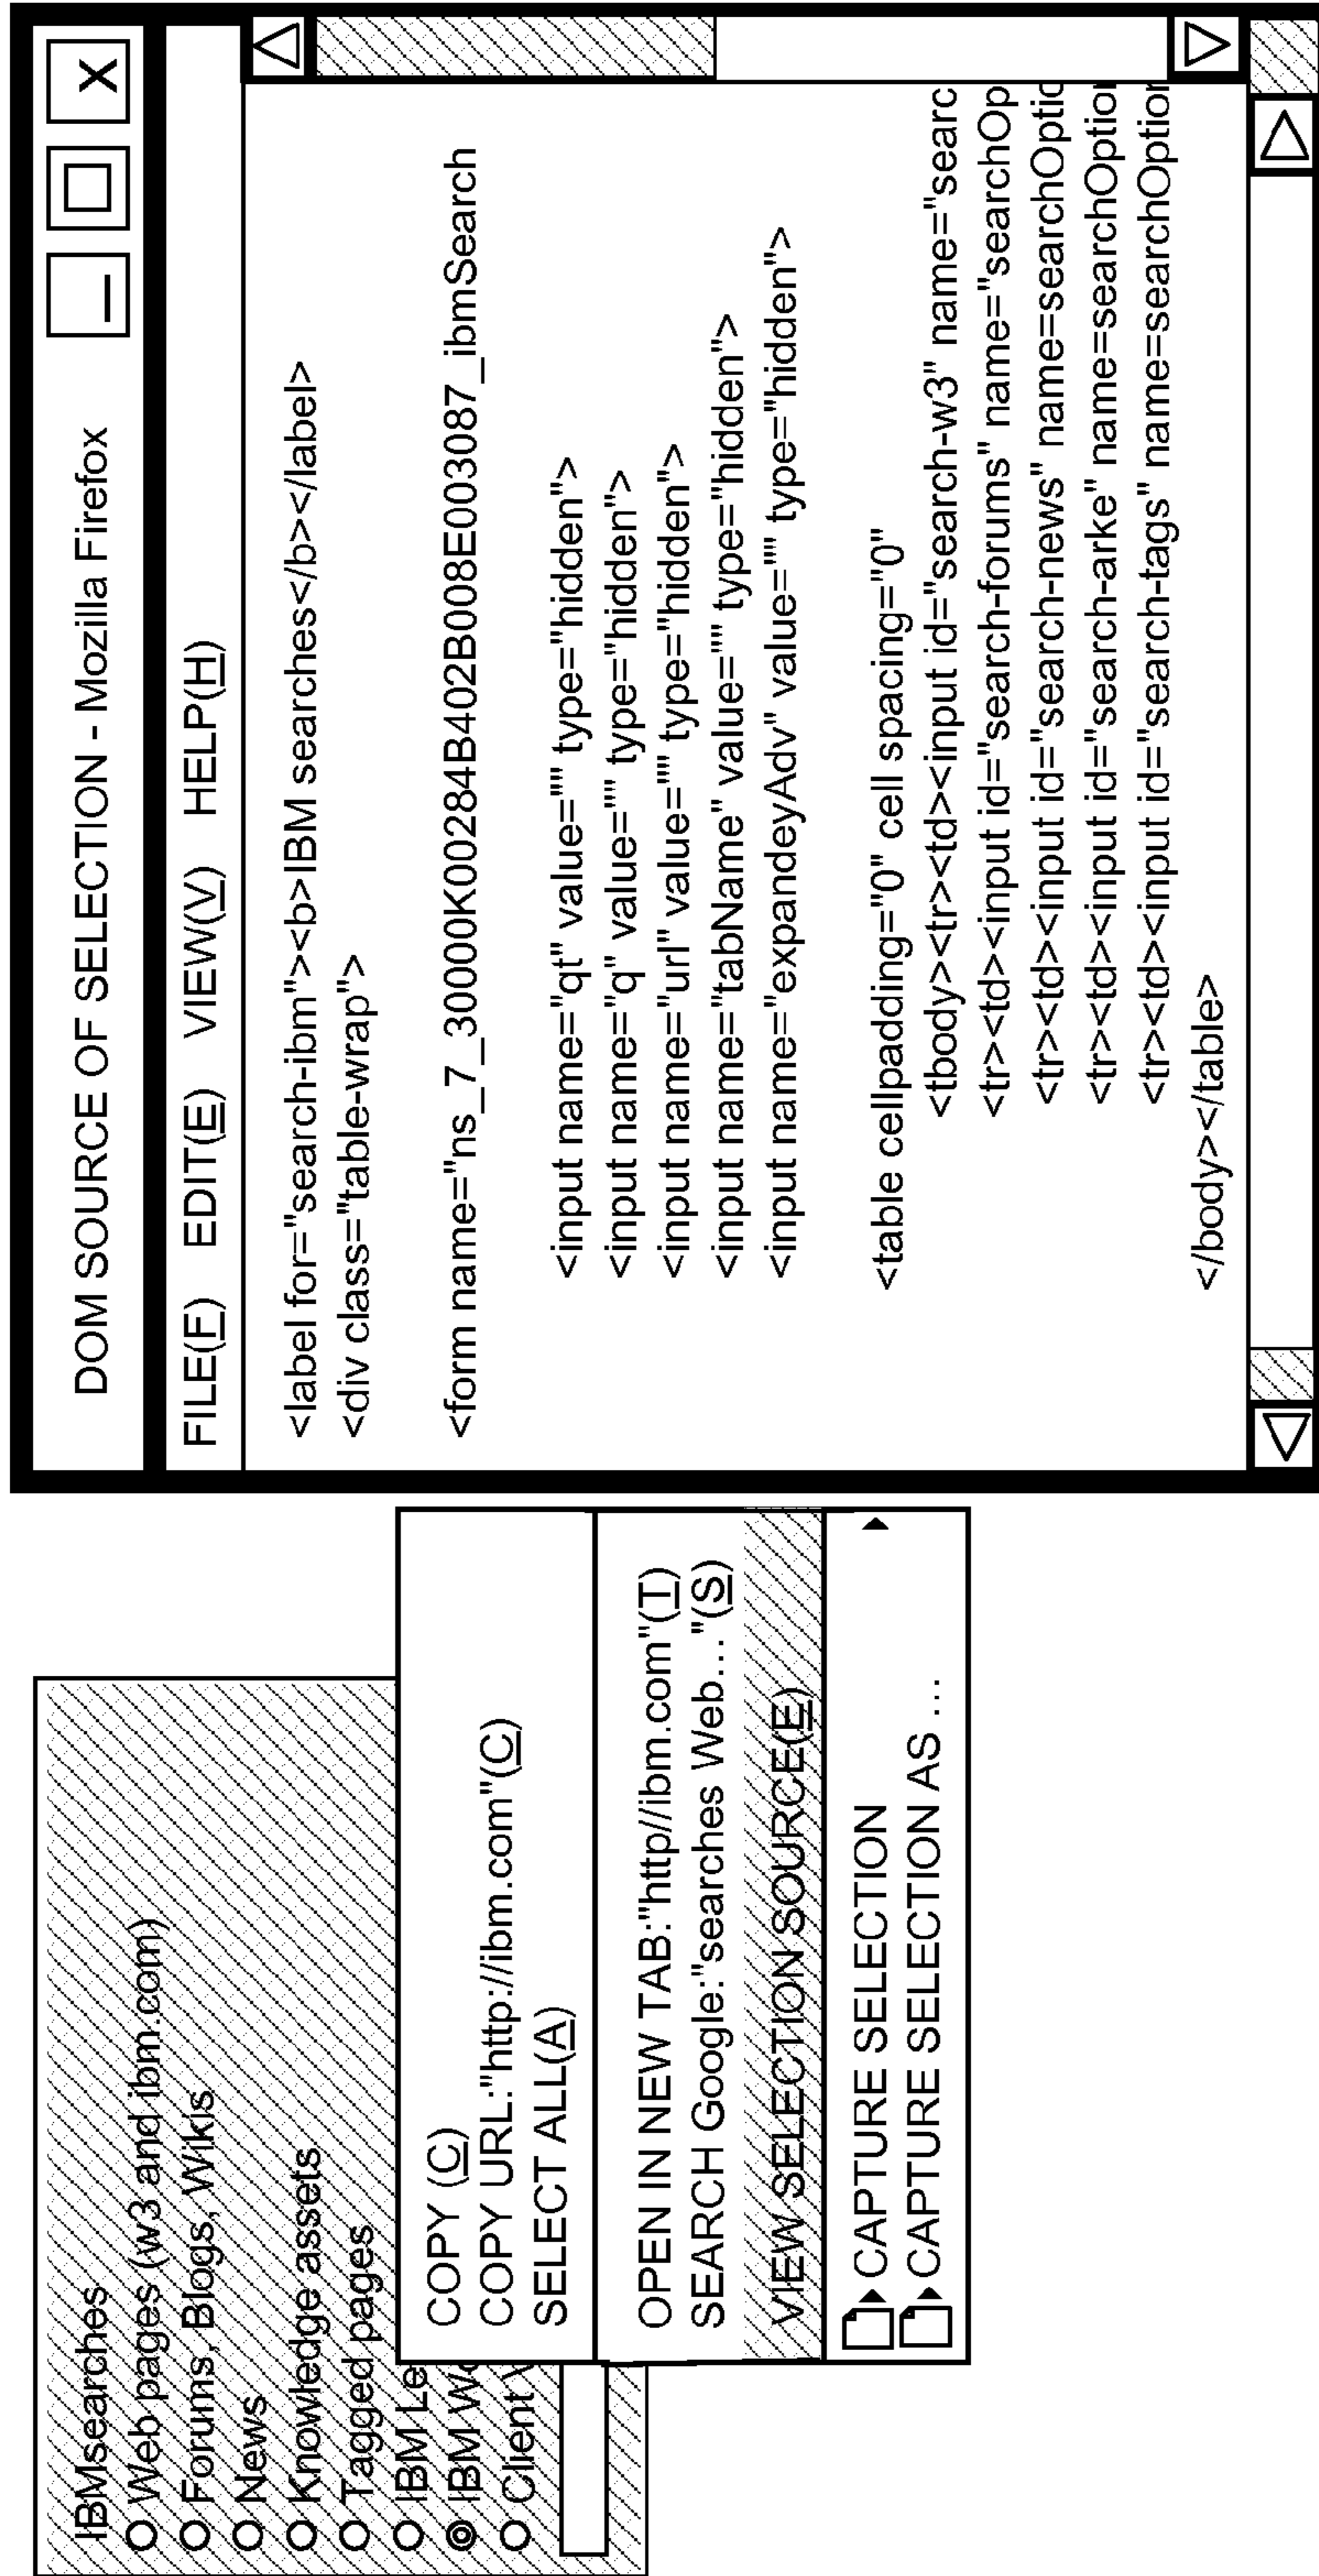 IBMsearches
Web pages (w3 and ibm.com)
Forums, Blogs, Wikis
News
Knowledge assets
Tagged pages
IBM Le
IBM Wo
Client
COPY (C)
COPY URL:"http://ibm.com"(C)
SELECT ALL(A)
OPEN IN NEW TAB:"http//ibm.com"(T)
SEARCH Google:"searches Web..."(S)
VIEW SELECTION SOURCE(E)
CAPTURE SELECTION
CAPTURE SELECTION AS ...
DOM SOURCE OF SELECTION - Mozilla Firefox
X
FILE(F) EDIT(E) VIEW(V) HELP(H)
<label for="search-ibm"><b>IBM searches</b></label>
<div class="table-wrap">
<form name="ns_7_30000K00284B402B008E003087_ibmSearch
<input name="qt" value="" type="hidden">
<input name="q" value="" type="hidden">
<input name="url" value="" type="hidden">
<input name="tabName" value="" type="hidden">
<input name="expandeyAdv" value="" type="hidden">
<table cellpadding="0" cell spacing="0"
<tbody><tr><td><input id="search-w3" name="searc
<tr><td><input id="search-forums" name="searchOp
<tr><td><input id="search-news" name=searchOptio
<tr><td><input id="search-arke" name=searchOption
<tr><td><input id="search-tags" name=searchOption
</body></table>